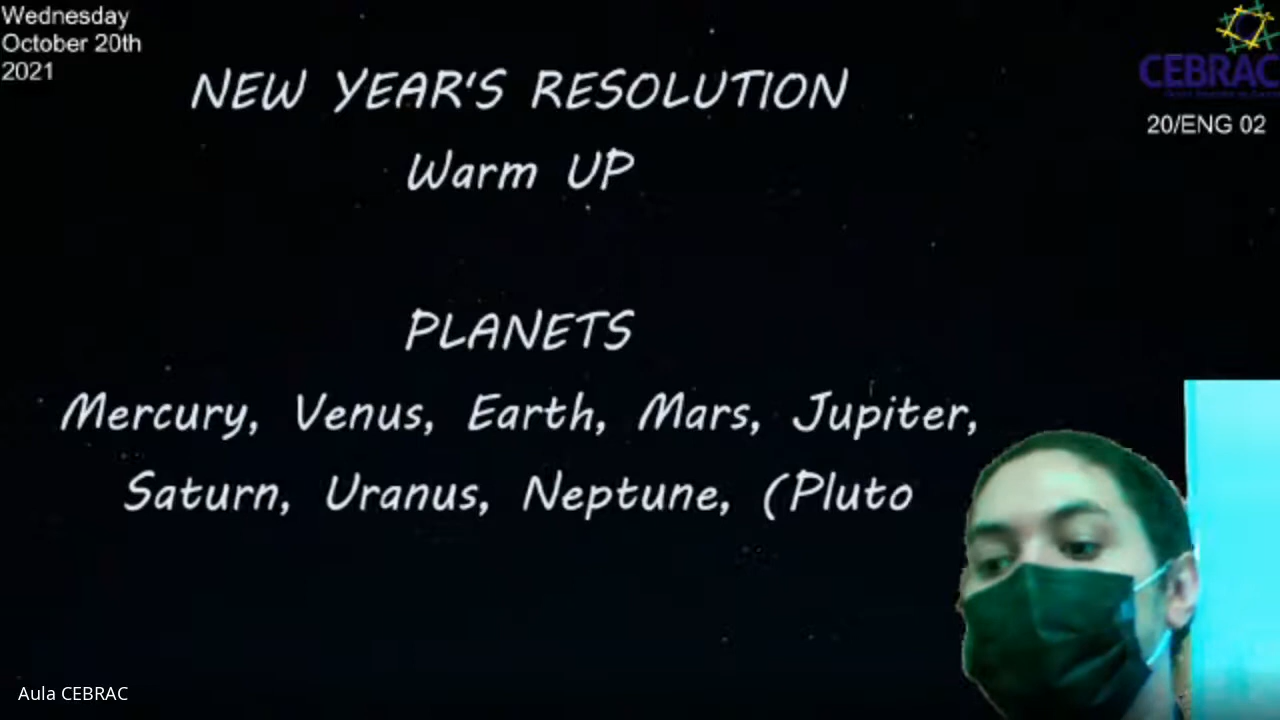 Wednesday
October 20th
2021
CEBRAC
20/ENG 02
NEW YEAR'S RESOLUTION
Warm UP
PLANETS
Mercury, Venus, Earth, Mars, Jupiter,
Saturn, Uranus, Neptune, (Pluto
Aula CEBRAC